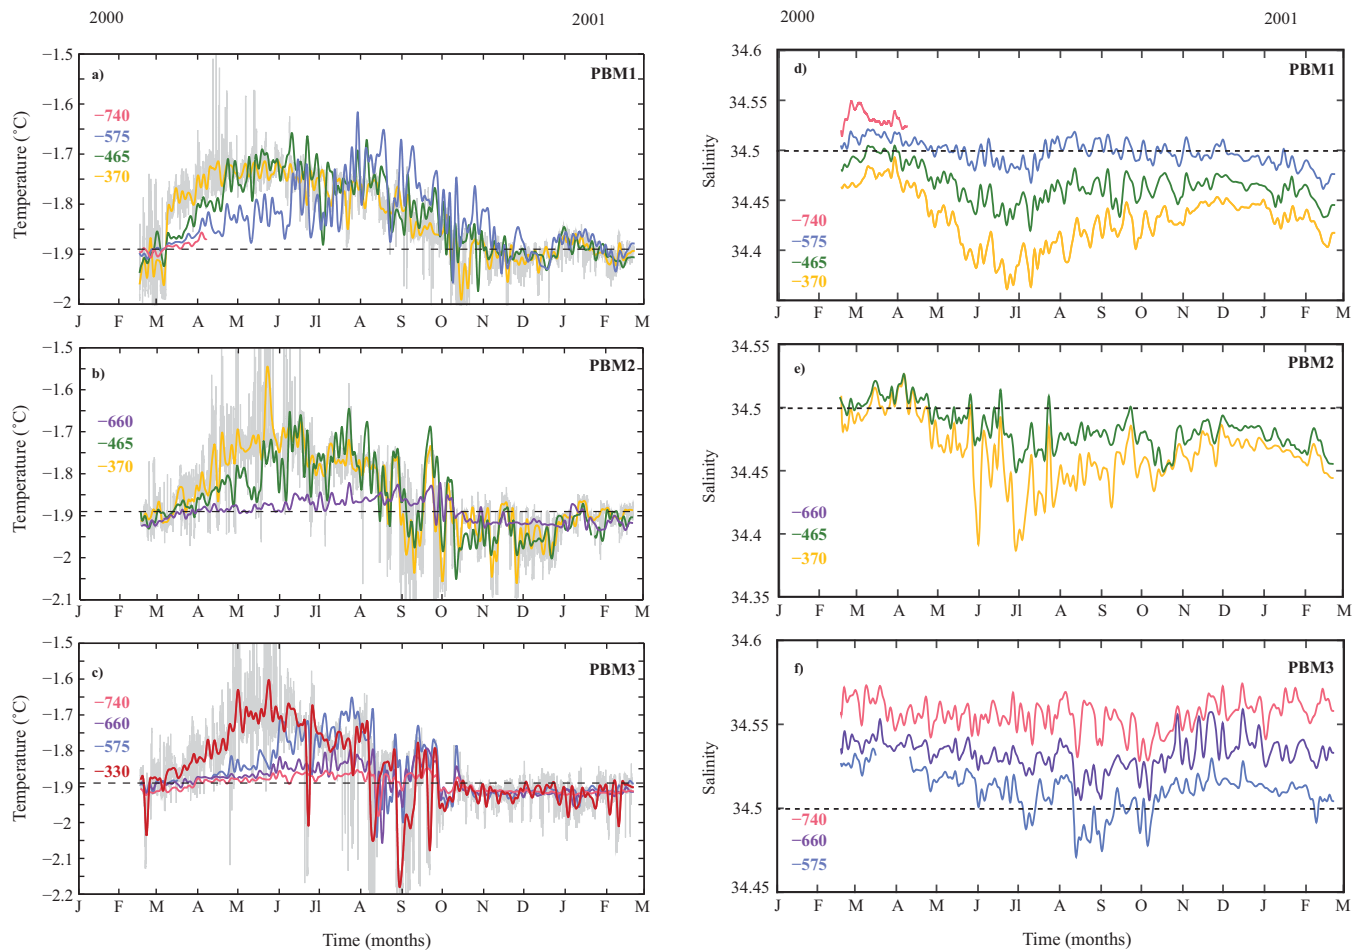 2000
2001
2000
2001
a)
PBM1
−740
−575
−465
−370
Temperature (˚C)
−1.5
−1.6
−1.7
−1.8
−1.9
−2
J F M A M J Jl A S O N D J F M
d)
PBM1
−740
−575
−465
−370
Salinity
34.6
34.55
34.5
34.45
34.4
J F M A M J Jl A S O N D J F M
b)
PBM2
−660
−465
−370
Temperature (˚C)
−1.5
−1.6
−1.7
−1.8
−1.9
−2
−2.1
J F M A M J Jl A S O N D J F M
e)
PBM2
−660
−465
−370
Salinity
34.55
34.5
34.45
34.4
34.35
J F M A M J Jl A S O N D J F M
c)
PBM3
−740
−660
−575
−330
Temperature (˚C)
−1.5
−1.6
−1.7
−1.8
−1.9
−2
−2.1
−2.2
J F M A M J Jl A S O N D J F M
Time (months)
f)
PBM3
−740
−660
−575
Salinity
34.6
34.55
34.5
34.45
J F M A M J Jl A S O N D J F M
Time (months)